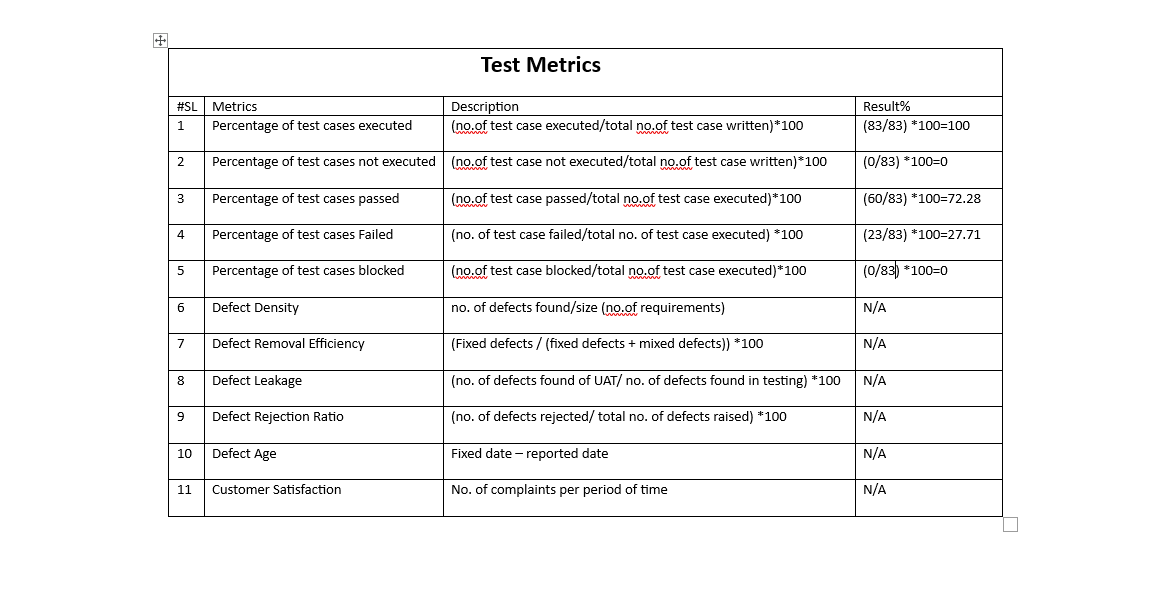 Test Metrics
#SL Metrics Description Result%
1 Percentage of test cases executed (no.of test case executed/total no.of test case written)*100 (83/83) *100=100
2 Percentage of test cases not executed (no.of test case not executed/total no.of test case written)*100 (0/83) *100=0
3 Percentage of test cases passed (no.of test case passed/total no.of test case executed)*100 (60/83) *100=72.28
4 Percentage of test cases Failed (no. of test case failed/total no. of test case executed) *100 (23/83) *100=27.71
5 Percentage of test cases blocked (no.of test case blocked/total no.of test case executed)*100 (0/83) *100=0
6 Defect Density no. of defects found/size (no.of requirements) N/A
7 Defect Removal Efficiency (Fixed defects / (fixed defects + mixed defects)) *100 N/A
8 Defect Leakage (no. of defects found of UAT/ no. of defects found in testing) *100 N/A
9 Defect Rejection Ratio (no. of defects rejected/ total no. of defects raised) *100 N/A
10 Defect Age Fixed date – reported date N/A
11 Customer Satisfaction No. of complaints per period of time N/A